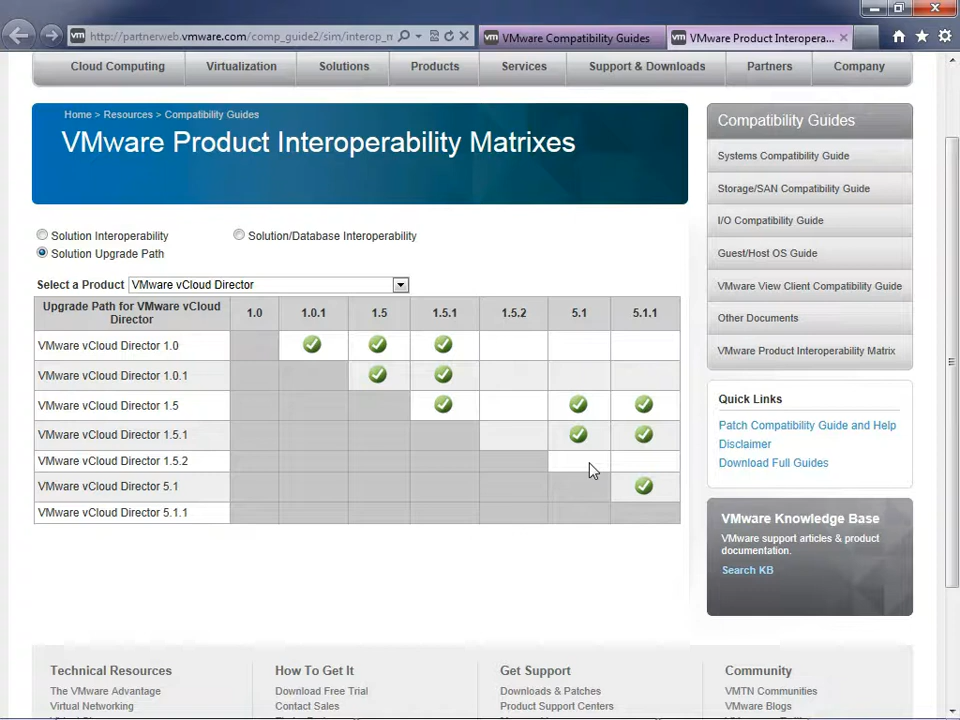 http://partnerweb.vmware.com/comp_guide2/sim/interop_n
VMware Compatibility Guides
VMware Product Interopera...
Cloud Computing
Virtualization
Solutions
Products
Services
Support & Downloads
Partners
Company
Home > Resources > Compatibility Guides
VMware Product Interoperability Matrixes
Solution Interoperability
Solution/Database Interoperability
Solution Upgrade Path
Select a Product
VMware vCloud Director
Upgrade Path for VMware vCloud
Director
1.0
1.0.1
1.5
1.5.1
1.5.2
5.1
5.1.1
VMware vCloud Director 1.0
VMware vCloud Director 1.0.1
VMware vCloud Director 1.5
VMware vCloud Director 1.5.1
VMware vCloud Director 1.5.2
VMware vCloud Director 5.1
VMware vCloud Director 5.1.1
Compatibility Guides
Systems Compatibility Guide
Storage/SAN Compatibility Guide
I/O Compatibility Guide
Guest/Host OS Guide
VMware View Client Compatibility Guide
Other Documents
VMware Product Interoperability Matrix
Quick Links
Patch Compatibility Guide and Help
Disclaimer
Download Full Guides
VMware Knowledge Base
VMware support articles & product
documentation.
Search KB
Technical Resources
The VMware Advantage
Virtual Networking
How To Get It
Download Free Trial
Contact Sales
Get Support
Downloads & Patches
Product Support Centers
Community
VMTN Communities
VMware Blogs